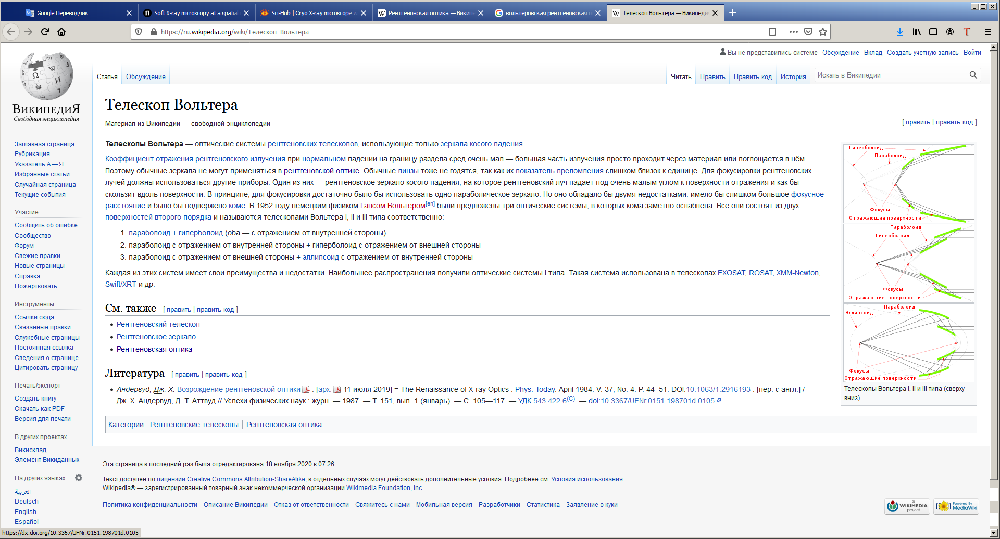 Google Переводчик
Soft X-ray microscopy at a spatial
Sci-Hub | Cryo X-ray microscope w
Рентгеновская оптика — Википе
вольтеровская рентгеновская о
Телескоп Вольтера — Википеди
https://ru.wikipedia.org/wiki/Телескоп_Вольтера
Вы не представились системе Обсуждение Вклад Создать учётную запись Войти
Статья Обсуждение Читать Править Править код История Искать в Википедии
ВикипедиЯ
Свободная энциклопедия
Заглавная страница
Рубрикация
Указатель А — Я
Избранные статьи
Случайная страница
Текущие события
Участие
Сообщить об ошибке
Сообщество
Форум
Свежие правки
Новые страницы
Справка
Пожертвовать
Инструменты
Ссылки сюда
Связанные правки
Служебные страницы
Постоянная ссылка
Сведения о странице
Цитировать страницу
Печать/экспорт
Создать книгу
Скачать как PDF
Версия для печати
В других проектах
Викисклад
Элемент Викиданных
На других языках
العربية
Deutsch
English
Español
Телескоп Вольтера
Материал из Википедии — свободной энциклопедии
[ править | править код ]
Телескопы Вольтера — оптические системы рентгеновских телескопов, использующие только зеркала косого падения.
Коэффициент отражения рентгеновского излучения при нормальном падении на границу раздела сред очень мал — большая часть излучения просто проходит через материал или поглощается в нём.
Поэтому обычные зеркала не могут применяться в рентгеновской оптике. Обычные линзы тоже не годятся, так как их показатель преломления слишком близок к единице. Для фокусировки рентгеновских
лучей должны использоваться другие приборы. Один из них — рентгеновское зеркало косого падения, на которое рентгеновский луч падает под очень малым углом к поверхности отражения и как бы
скользит вдоль поверхности. В принципе, для фокусировки достаточно было бы использовать одно параболическое зеркало. Но оно обладало бы двумя недостатками: имело бы слишком большое фокусное
расстояние и было бы подвержено коме. В 1952 году немецким физиком Гансом Вольтером[en] были предложены три оптические системы, в которых кома заметно ослаблена. Все они состоят из двух
поверхностей второго порядка и называются телескопами Вольтера I, II и III типа соответственно:
1. параболоид + гиперболоид (оба — с отражением от внутренней стороны)
2. параболоид с отражением от внутренней стороны + гиперболоид с отражением от внешней стороны
3. параболоид с отражением от внешней стороны + эллипсоид с отражением от внутренней стороны
Каждая из этих систем имеет свои преимущества и недостатки. Наибольшее распространения получили оптические системы I типа. Такая система использована в телескопах EXOSAT, ROSAT, XMM-Newton,
Swift/XRT и др.
См. также [ править | править код ]
Рентгеновский телескоп
Рентгеновское зеркало
Рентгеновская оптика
Литература [ править | править код ]
Андервуд, Дж. Х. Возрождение рентгеновской оптики : [арх. 11 июля 2019] = The Renaissance of X-ray Optics : Phys. Today. April 1984. V. 37, No. 4. P. 44–51. DOI:10.1063/1.2916193 : [пер. с англ.] /
Дж. Х. Андервуд, Д. Т. Аттвуд // Успехи физических наук : журн. — 1987. — Т. 151, вып. 1 (январь). — С. 105—117. — УДК 543.422.6(G). — doi:10.3367/UFNr.0151.198701d.0105.
Гиперболоид
Параболоид
Фокусы
Отражающие поверхности
Параболоид
Гиперболоид
Фокусы
Отражающие поверхности
Параболоид
Эллипсоид
Фокусы
Отражающие поверхности
Телескопы Вольтера I, II и III типа (сверху
вниз).
Категории: Рентгеновские телескопы Рентгеновская оптика
Эта страница в последний раз была отредактирована 18 ноября 2020 в 07:26.
Текст доступен по лицензии Creative Commons Attribution-ShareAlike; в отдельных случаях могут действовать дополнительные условия. Подробнее см. Условия использования.
Wikipedia® — зарегистрированный товарный знак некоммерческой организации Wikimedia Foundation, Inc.
Политика конфиденциальности Описание Википедии Отказ от ответственности Свяжитесь с нами Мобильная версия Разработчики Статистика Заявление о куки
a WIKIMEDIA project
Powered By MediaWiki
https://dx.doi.org/10.3367/UFNr.0151.198701d.0105